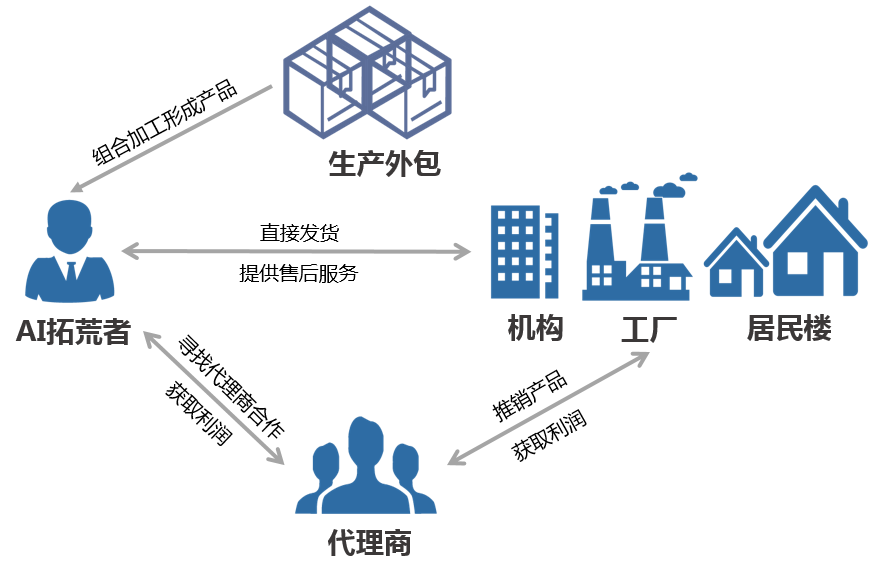 组合加工形成产品
生产外包
直接发货
提供售后服务
AI拓荒者
机构
工厂
居民楼
寻找代理商合作
获取利润
推销产品
获取利润
代理商